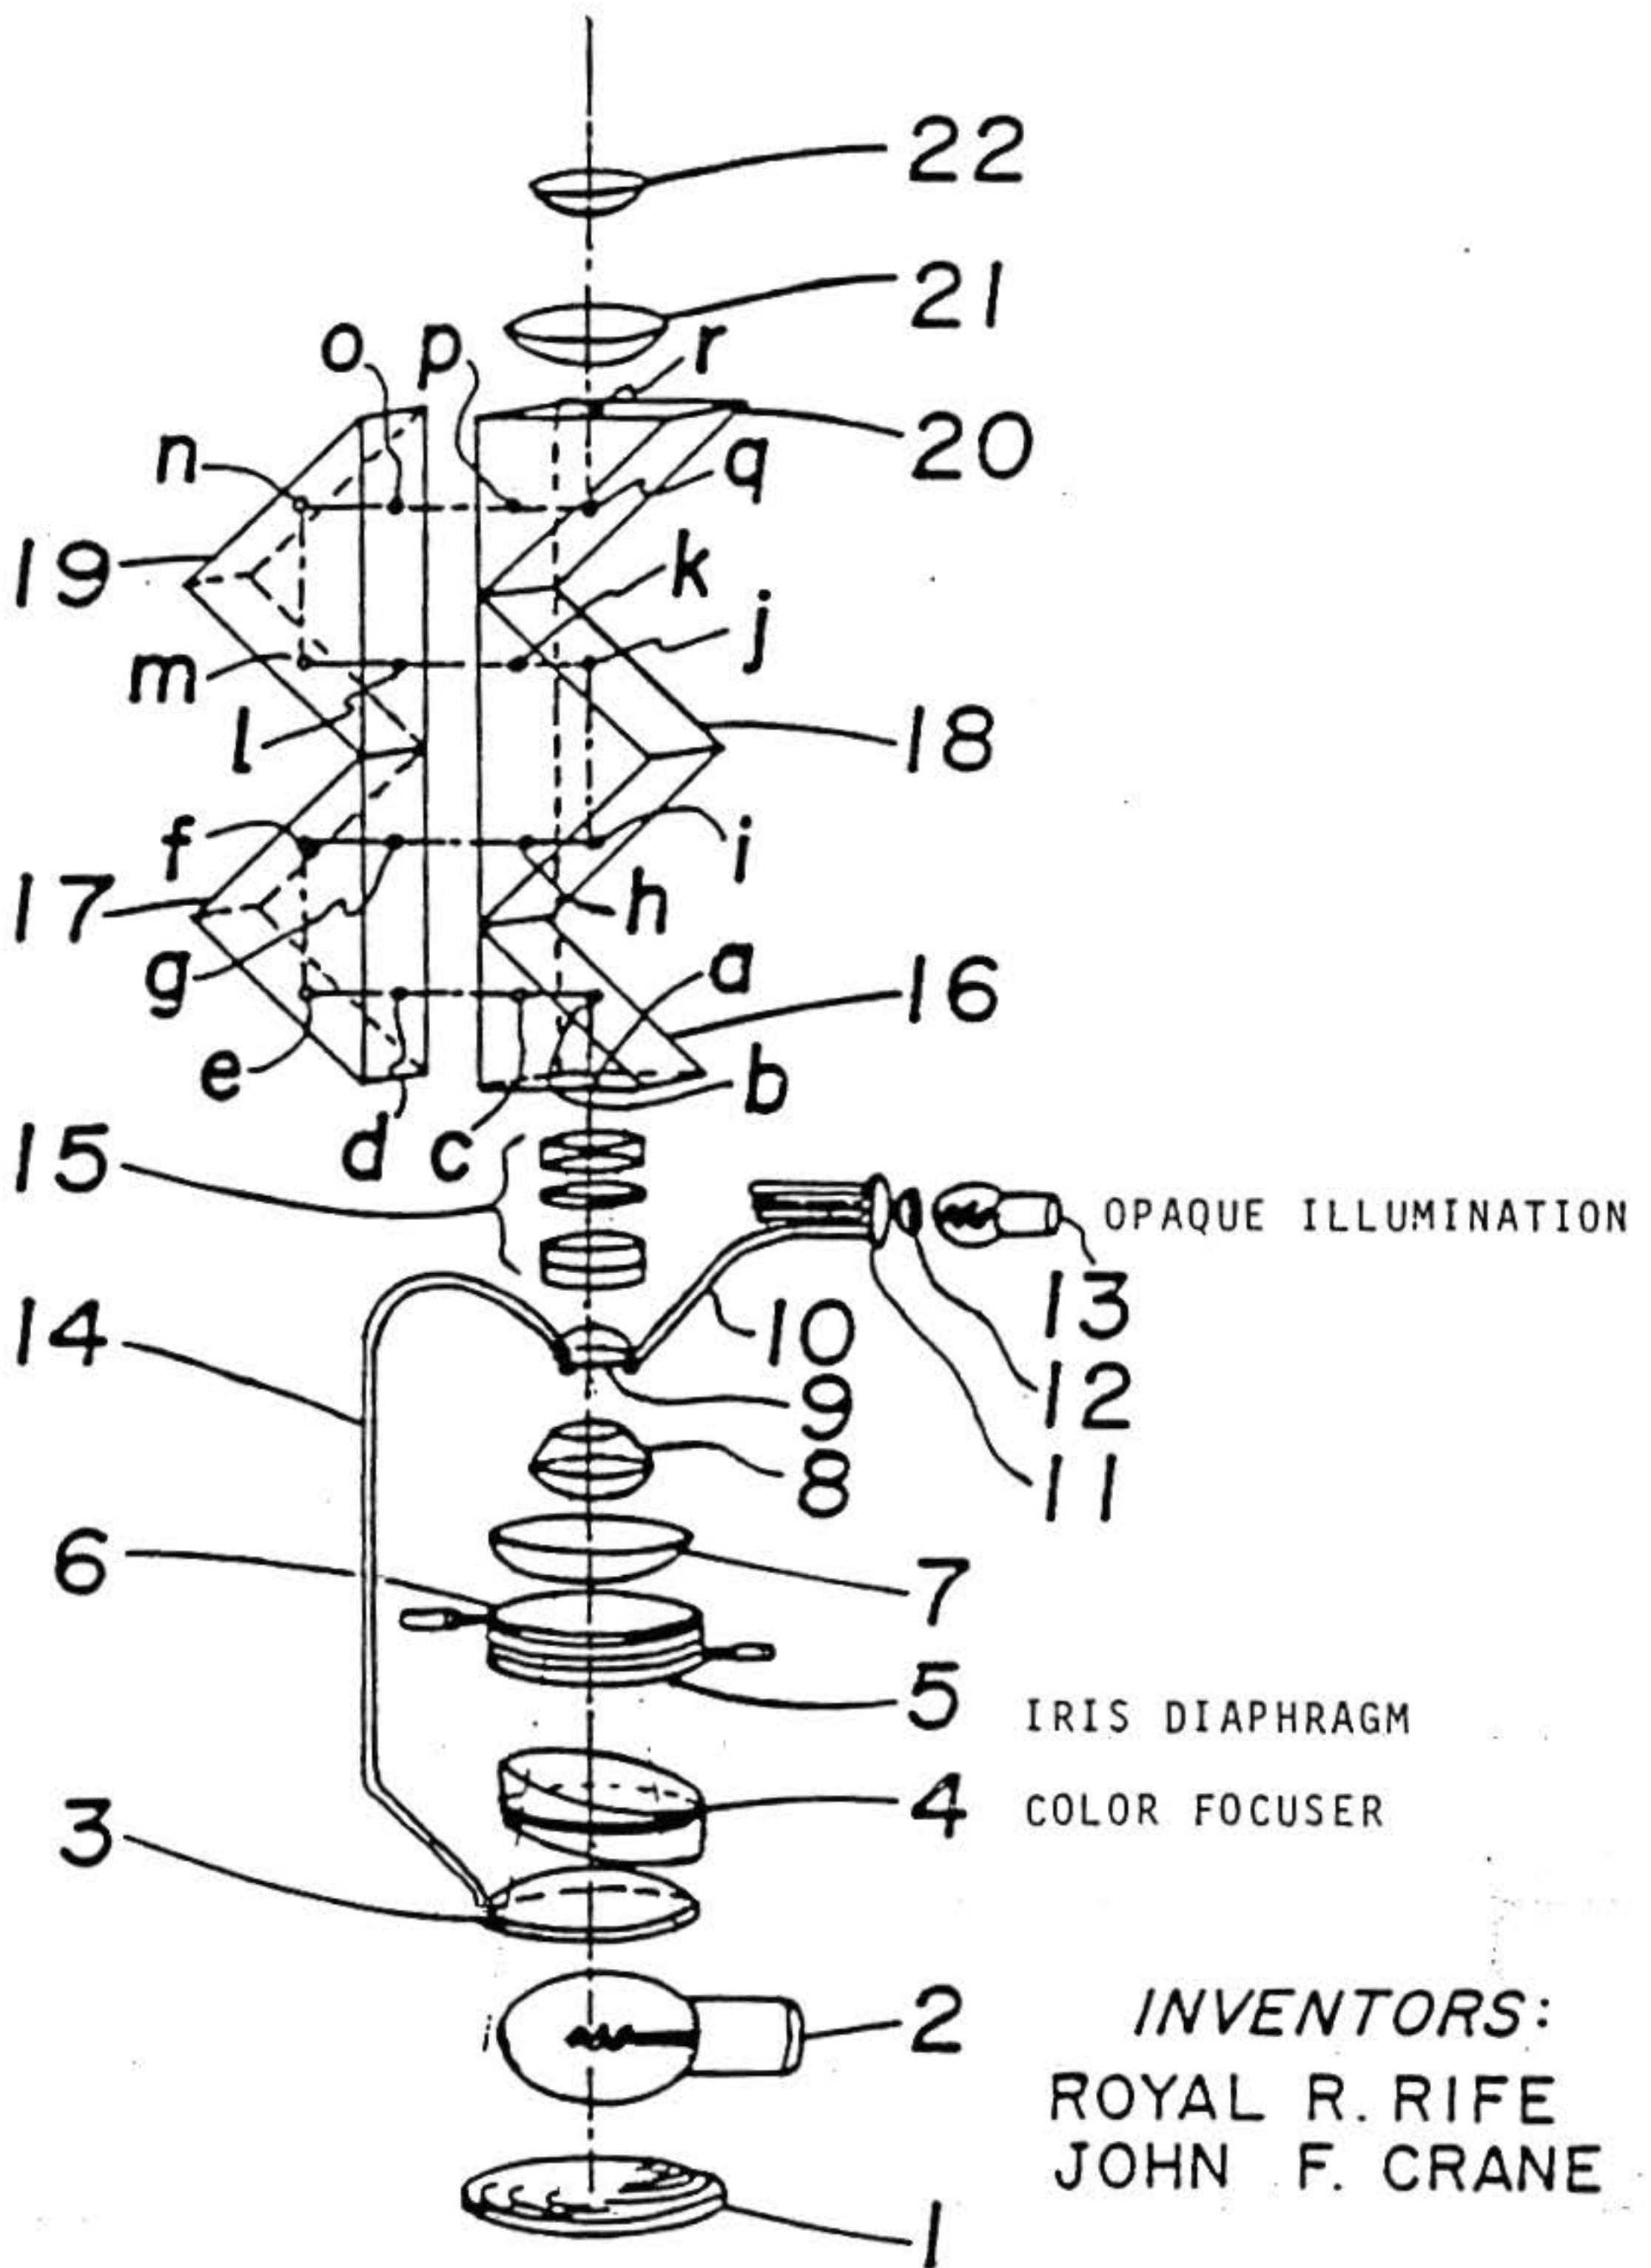 22
21
o p r
20
n q
19 k
j
m
l 18
f i
17 h
g a
16
e b
d c
15
OPAQUE ILLUMINATION
13
14 10
12
9
11
8
6
7
5 IRIS DIAPHRAGM
4 COLOR FOCUSER
3
2
INVENTORS:
ROYAL R. RIFE
JOHN F. CRANE
1